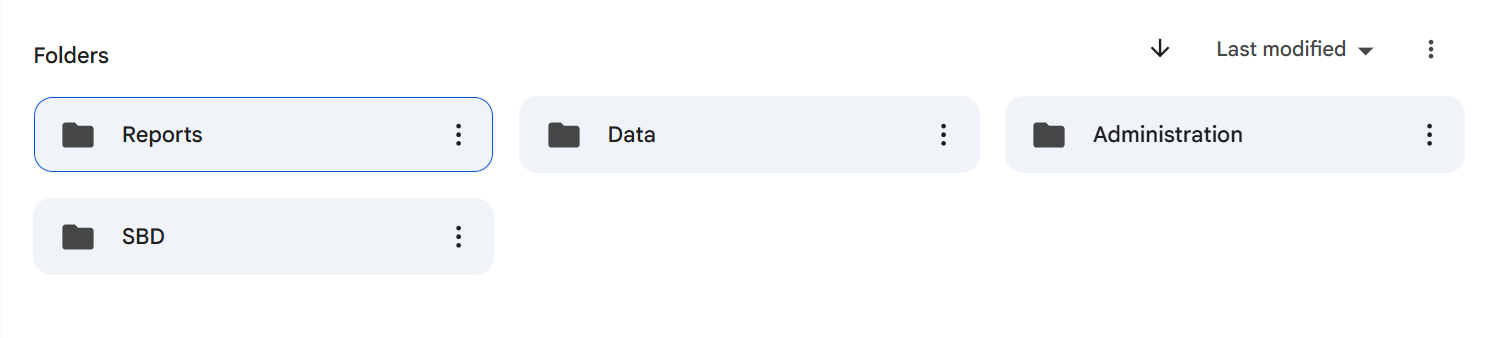 Folders
Last modified
Reports
Data
Administration
SBD